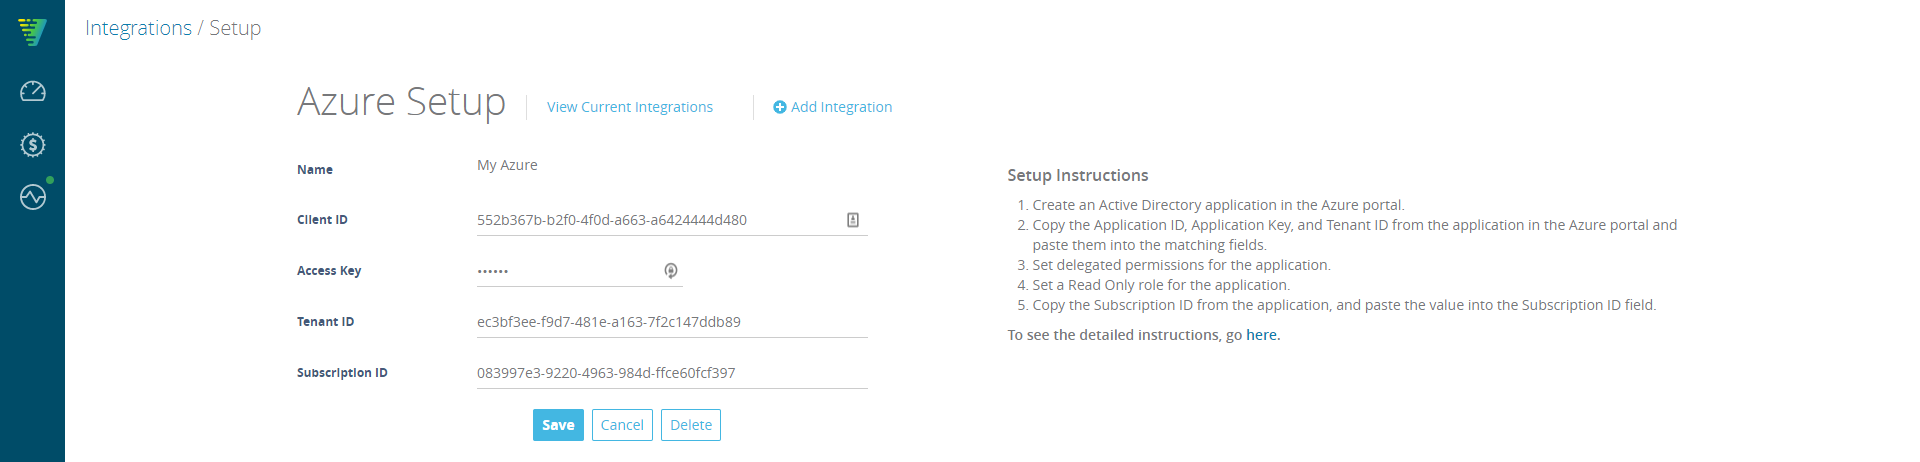 Integrations / Setup
Azure Setup
View Current Integrations
Add Integration
Name
My Azure
Client ID
552b367b-b2f0-4f0d-a663-a6424444d480
Access Key
••••••
Tenant ID
ec3bf3ee-f9d7-481e-a163-7f2c147ddb89
Subscription ID
083997e3-9220-4963-984d-ffce60fcf397
Save
Cancel
Delete
Setup Instructions
1. Create an Active Directory application in the Azure portal.
2. Copy the Application ID, Application Key, and Tenant ID from the application in the Azure portal and
paste them into the matching fields.
3. Set delegated permissions for the application.
4. Set a Read Only role for the application.
5. Copy the Subscription ID from the application, and paste the value into the Subscription ID field.
To see the detailed instructions, go here.